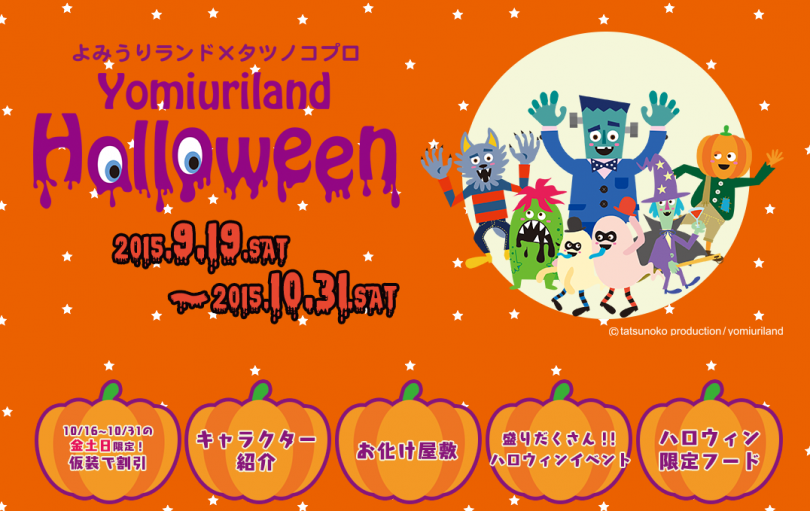 よみうりランド×タツノコプロ
Yomiuriland
Halloween
2015.9.19.SAT
~2015.10.31.SAT
©tatsunoko production/yomiuriland
10/16~10/31の
金土日限定!
仮装で割引
キャラクター
紹介
お化け屋敷
盛りだくさん!!
ハロウィンイベント
ハロウィン
限定フード